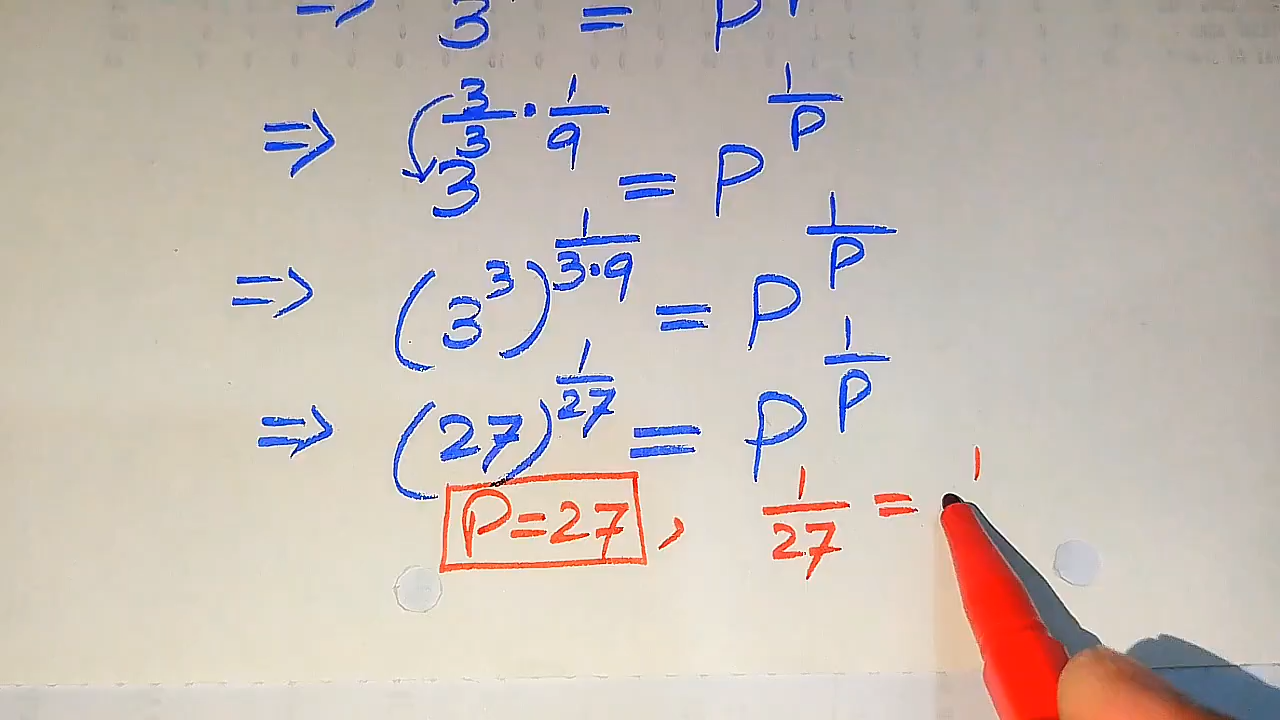 ⇒ 3 = P
⇒ 3^(3/3 · 1/9) = P^(1/P)
⇒ (3^3)^(1/(3·9)) = P^(1/P)
⇒ (27)^(1/27) = P^(1/P)
P=27 , 1/27 = 1